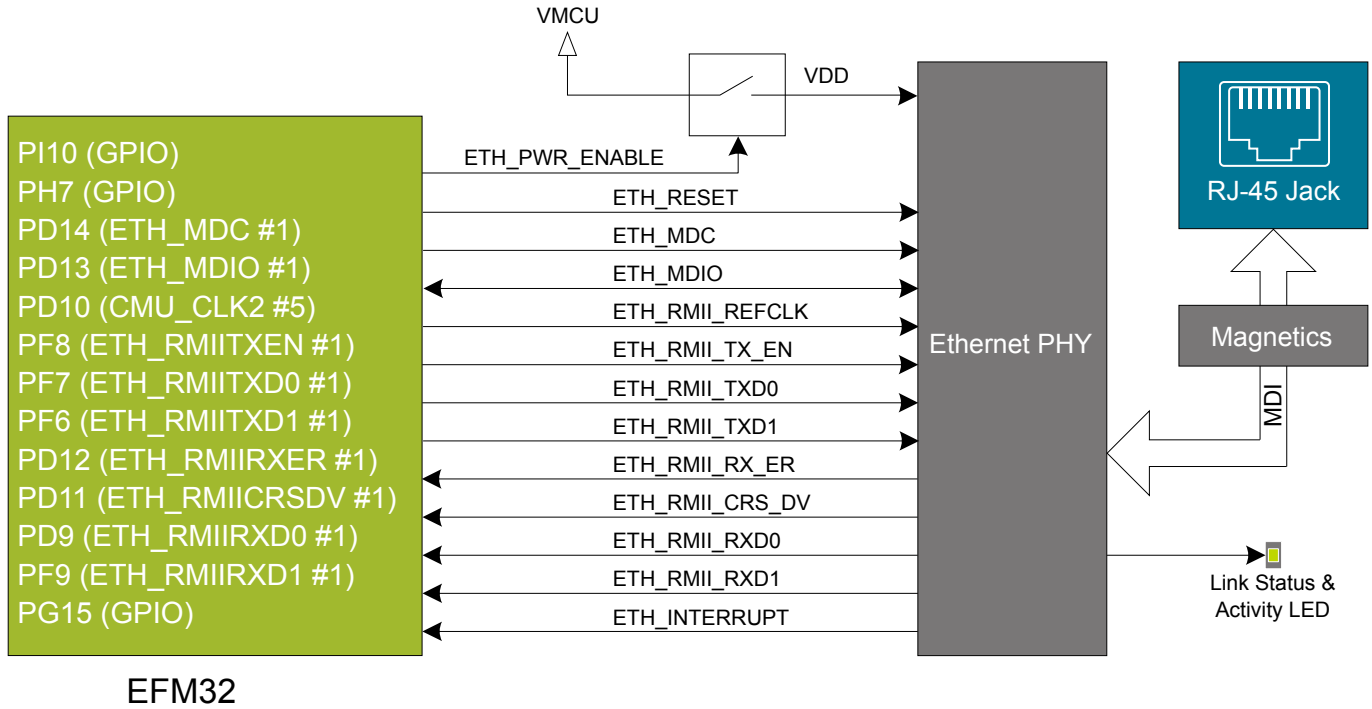 VMCU
VDD
PI10 (GPIO)
PH7 (GPIO)
PD14 (ETH_MDC #1)
PD13 (ETH_MDIO #1)
PD10 (CMU_CLK2 #5)
PF8 (ETH_RMIITXEN #1)
PF7 (ETH_RMIITXD0 #1)
PF6 (ETH_RMIITXD1 #1)
PD12 (ETH_RMIIRXER #1)
PD11 (ETH_RMIICRSDV #1)
PD9 (ETH_RMIIRXD0 #1)
PF9 (ETH_RMIIRXD1 #1)
PG15 (GPIO)
EFM32
ETH_PWR_ENABLE
ETH_RESET
ETH_MDC
ETH_MDIO
ETH_RMII_REFCLK
ETH_RMII_TX_EN
ETH_RMII_TXD0
ETH_RMII_TXD1
ETH_RMII_RX_ER
ETH_RMII_CRS_DV
ETH_RMII_RXD0
ETH_RMII_RXD1
ETH_INTERRUPT
Ethernet PHY
RJ-45 Jack
Magnetics
MDI
Link Status &
Activity LED